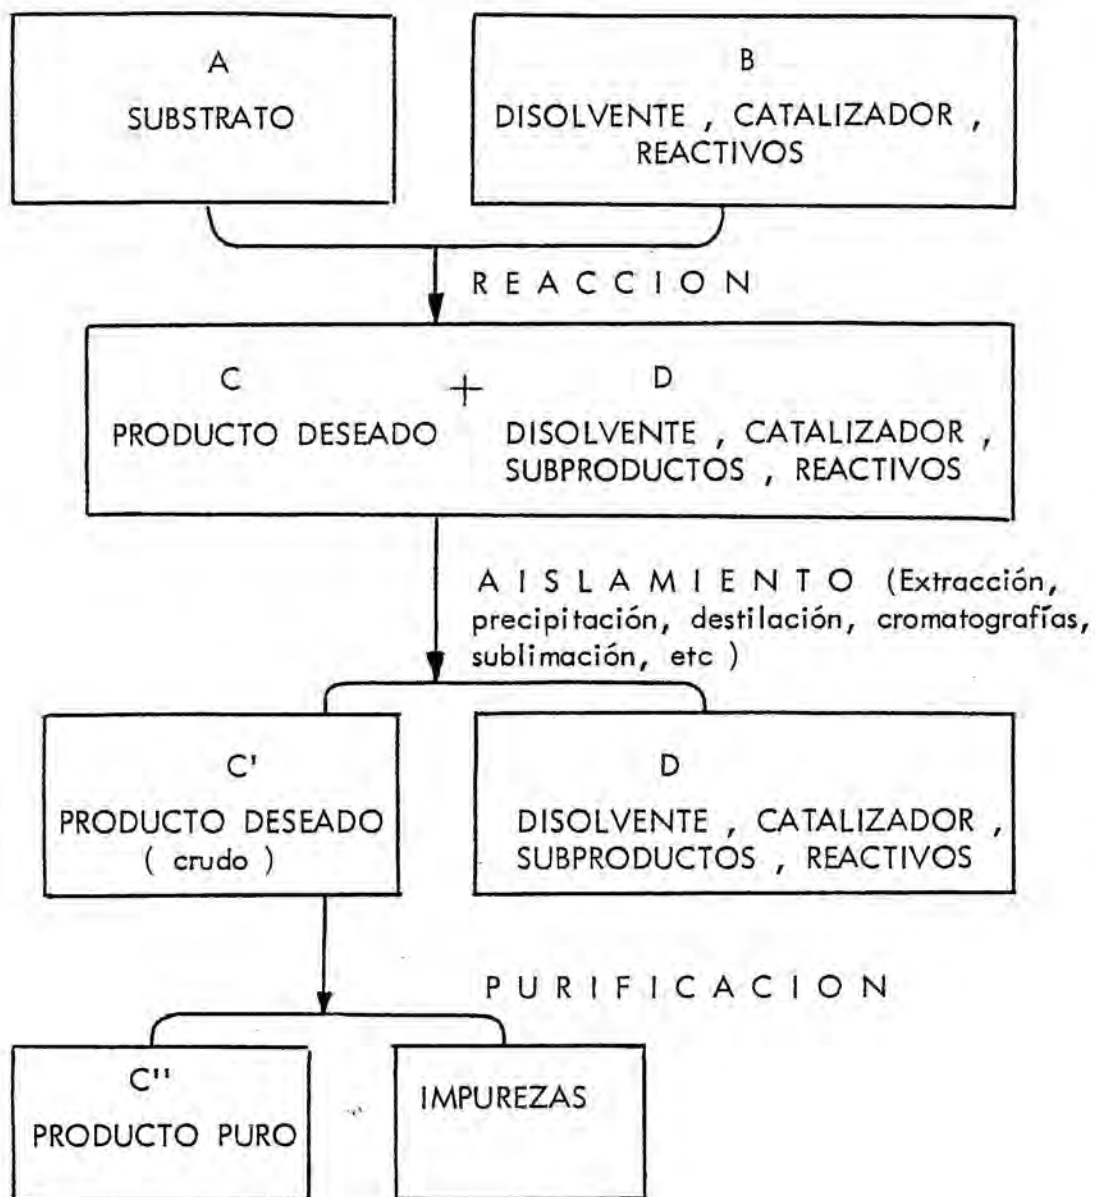 A
SUBSTRATO
B
DISOLVENTE , CATALIZADOR ,
REACTIVOS
R E A C C I O N
C + D
PRODUCTO DESEADO
DISOLVENTE , CATALIZADOR ,
SUBPRODUCTOS , REACTIVOS
A I S L A M I E N T O (Extracción,
precipitación, destilación, cromatografías,
sublimación, etc )
C'
PRODUCTO DESEADO
( crudo )
D
DISOLVENTE , CATALIZADOR ,
SUBPRODUCTOS , REACTIVOS
P U R I F I C A C I O N
C''
PRODUCTO PURO
IMPUREZAS